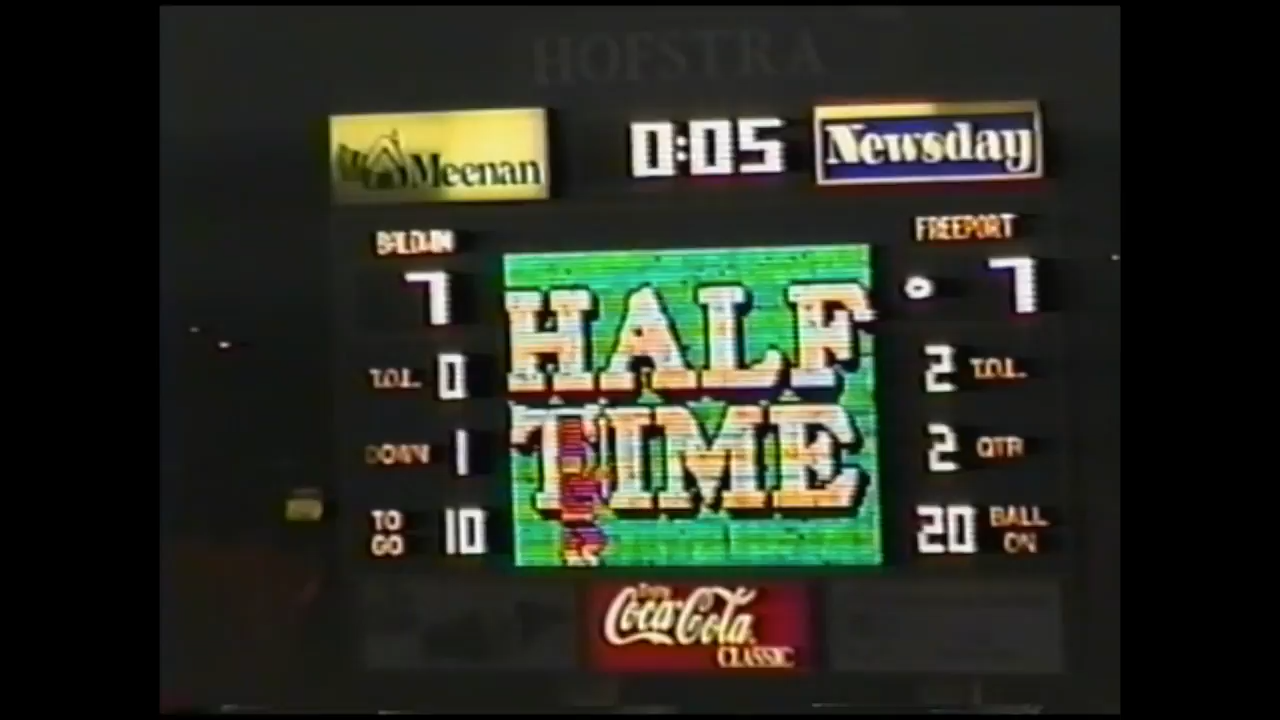 HOFSTRA
Meenan
0:05
Newsday
BALDWIN
FREEPORT
7
7
HALF
TIME
T.O.L. 0
2 T.O.L.
DOWN 1
2 QTR
TO GO 10
20 BALL ON
Enjoy
Coca-Cola
CLASSIC